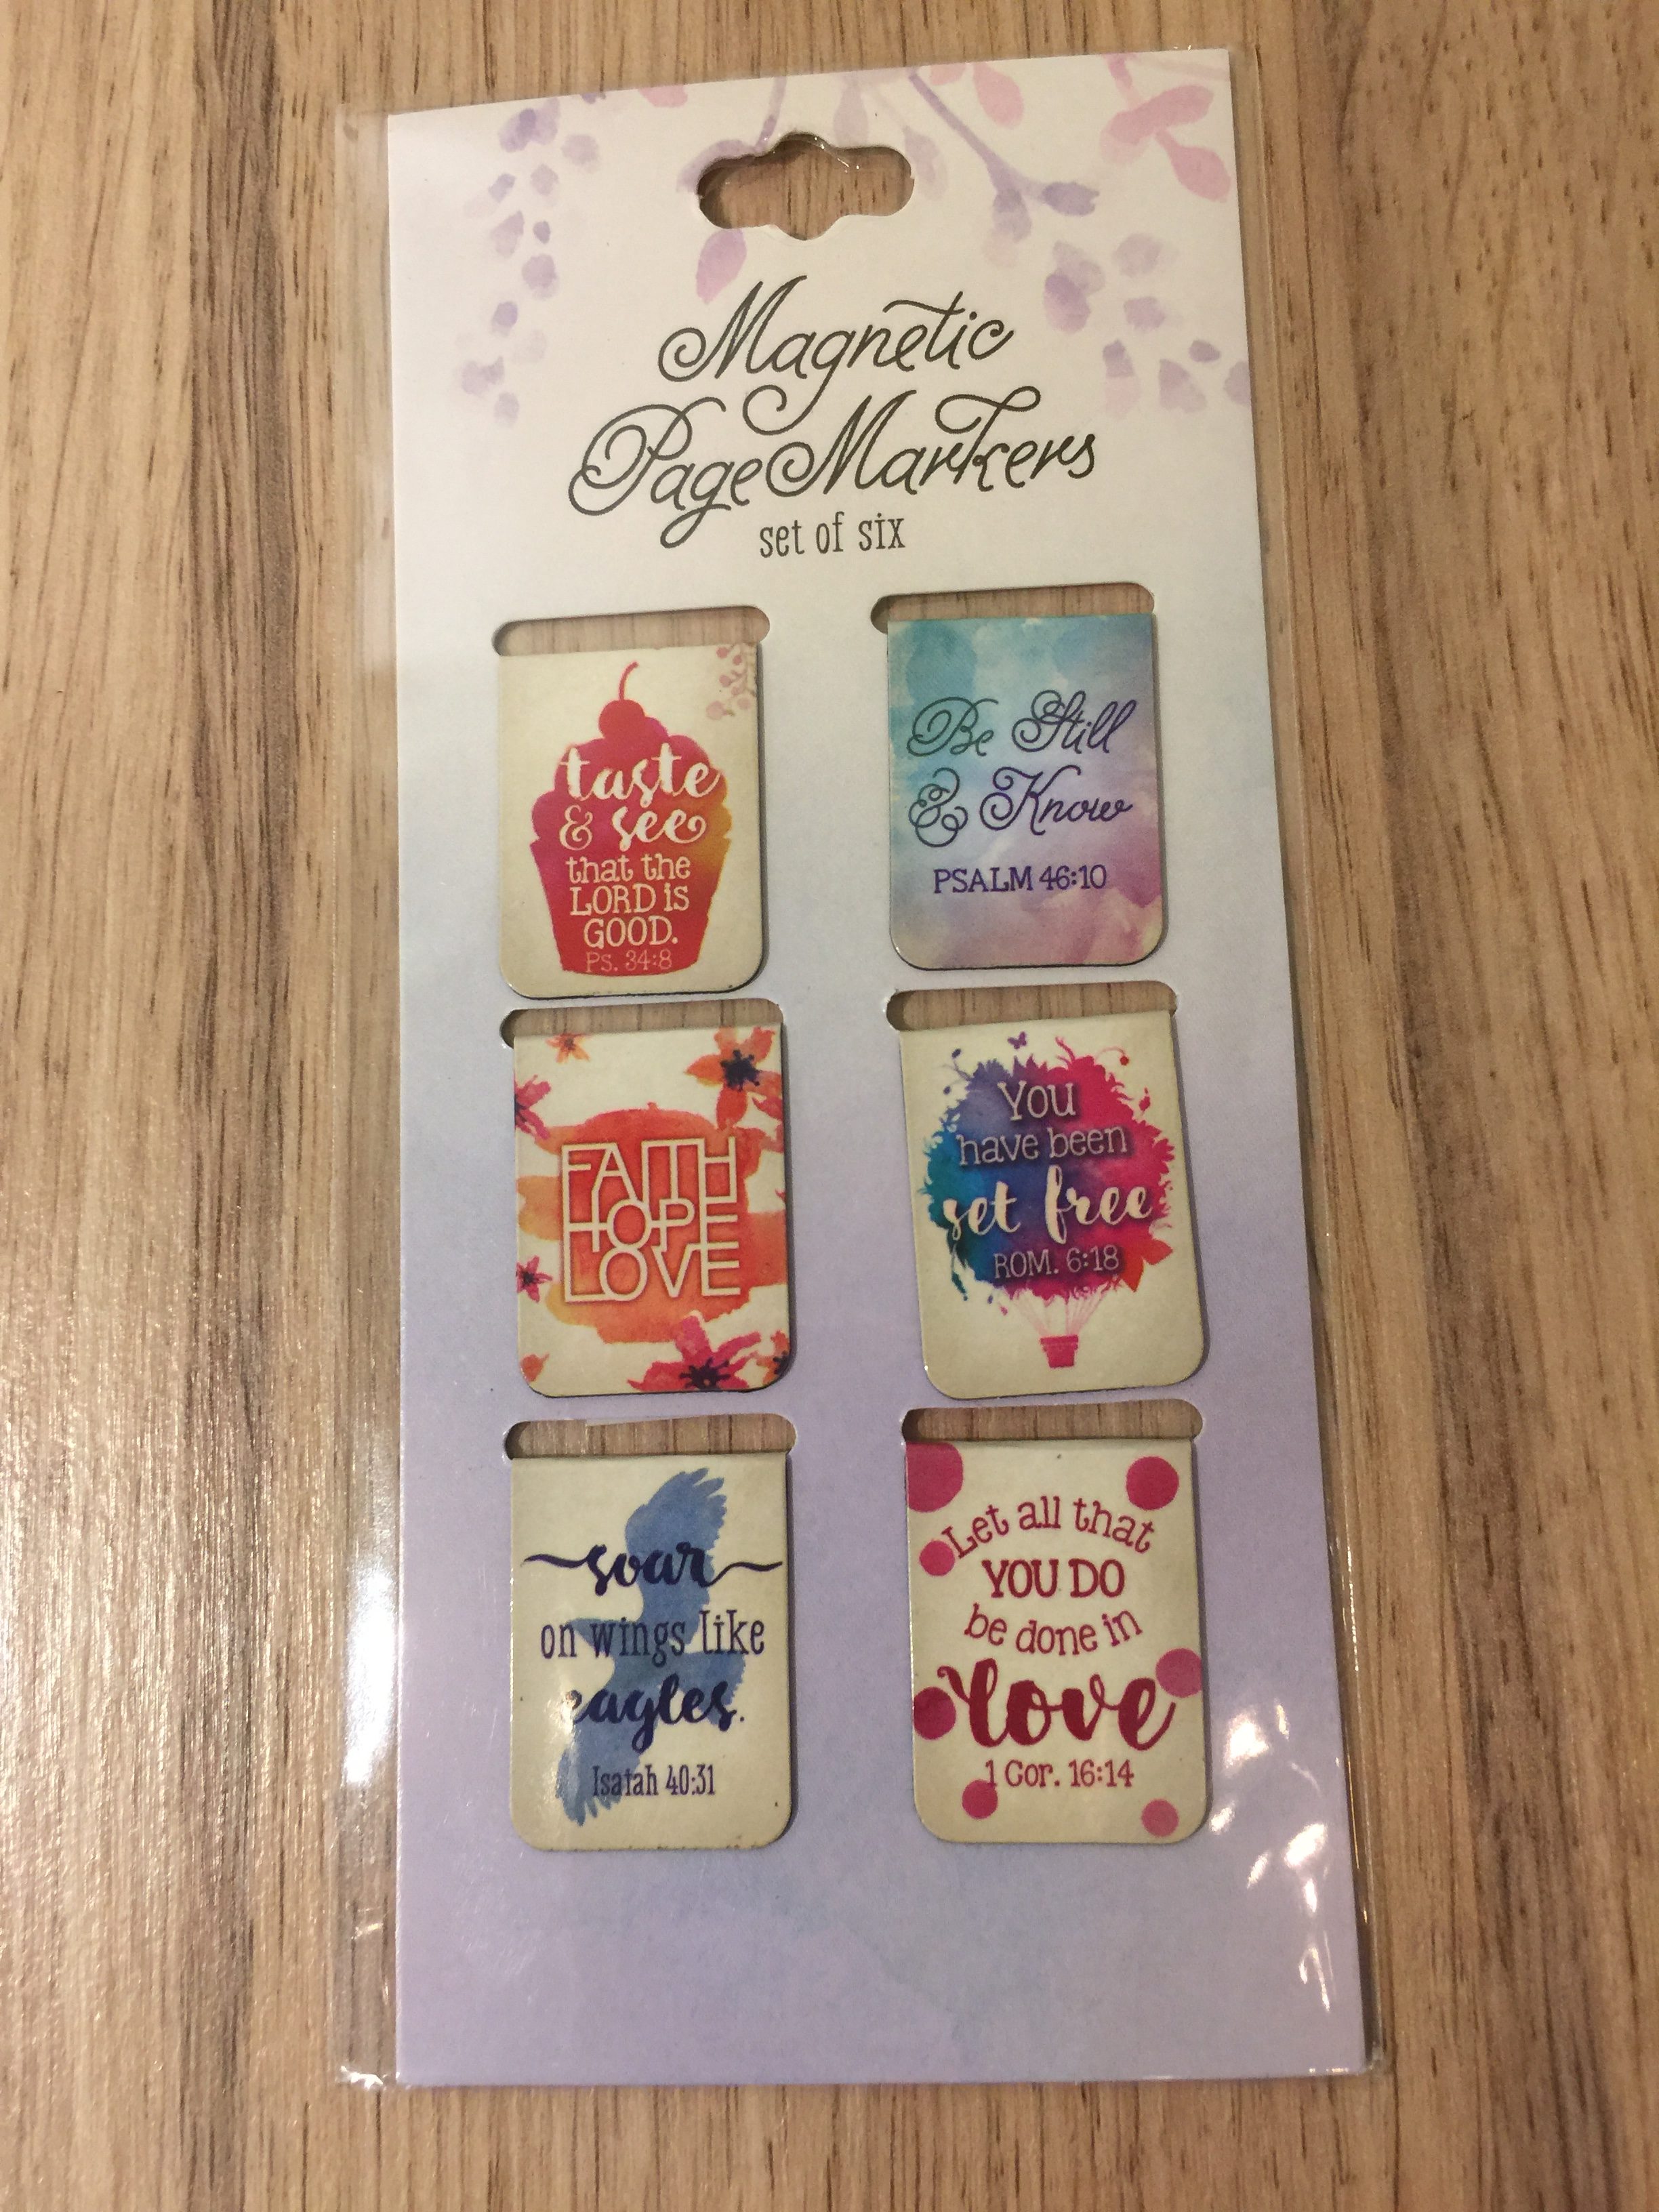 Magnetic
Page Markers
set of six
taste
& see
that the
LORD is
GOOD.
Ps. 34:8
Be Still
& Know
PSALM 46:10
FAITH
HOPE
LOVE
You
have been
set free
ROM. 6:18
soar
on wings like
eagles.
Isaiah 40:31
Let all that
YOU DO
be done in
love
1 Cor. 16:14